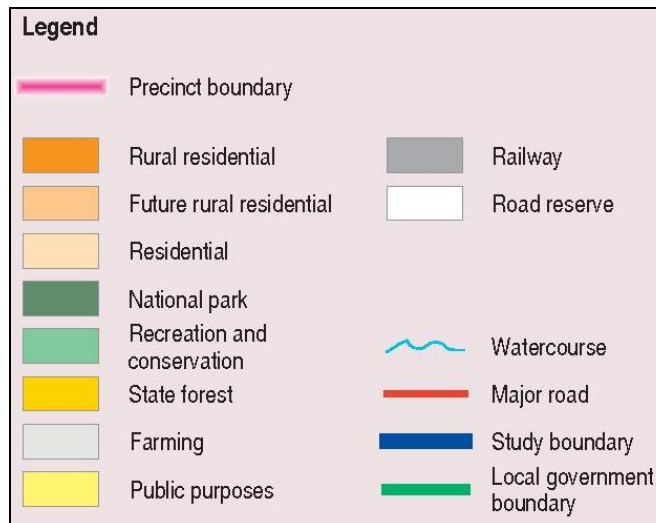 Legend
Precinct boundary
Rural residential
Future rural residential
Residential
National park
Recreation and
conservation
State forest
Farming
Public purposes
Railway
Road reserve
Watercourse
Major road
Study boundary
Local government
boundary